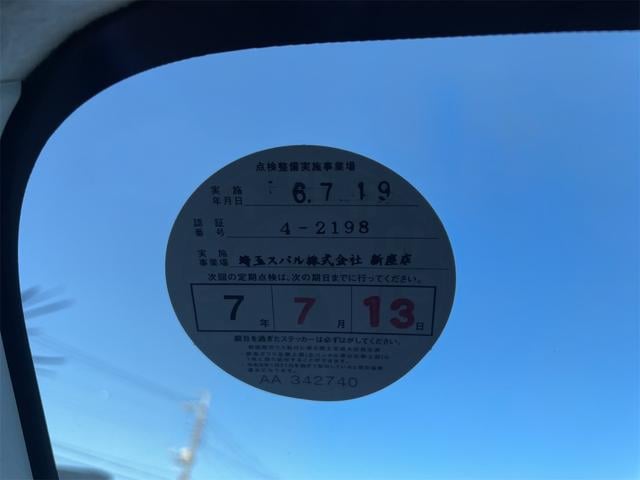 点検整備実施事業場
実施年月日 6.7.19
認証番号 4-2198
実施事業場 埼玉スバル株式会社 新座店
次回の定期点検は、次の期日までに行ってください。
7年 7月 13日
期日を過ぎたステッカーは必ずはがしてください。
AA 342740